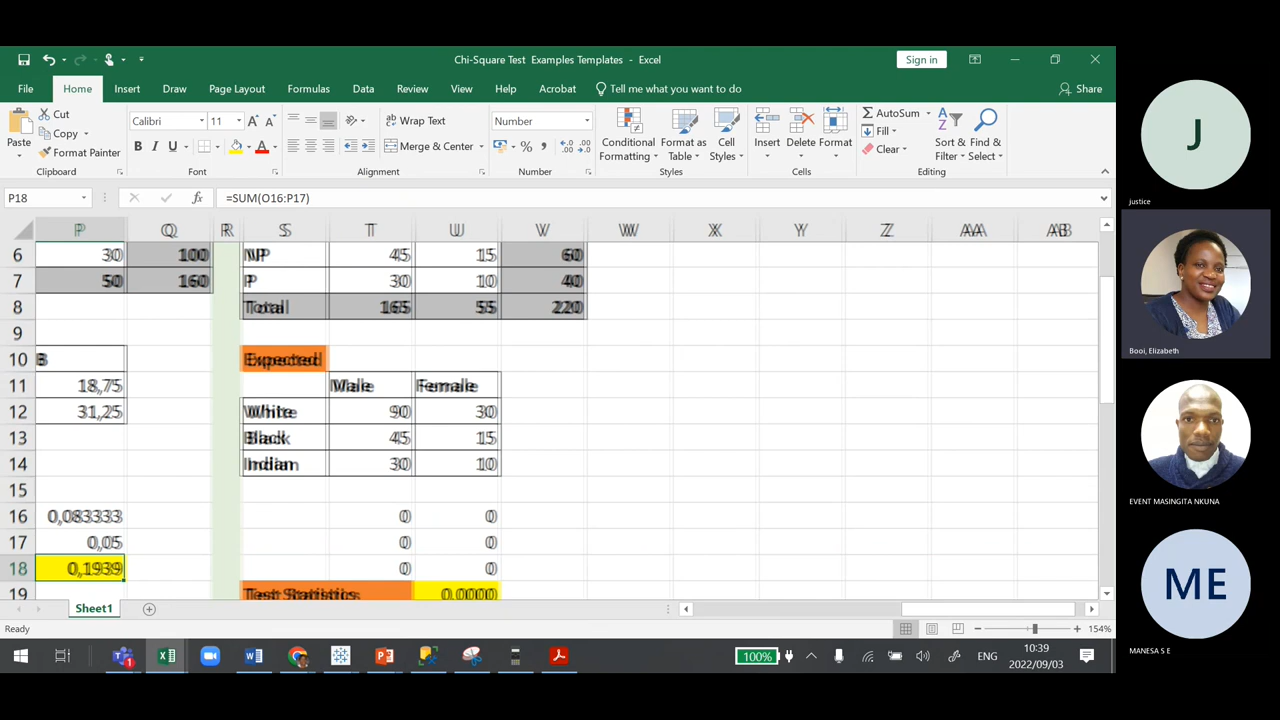 Chi-Square Test Examples Templates - Excel
Sign in
File Home Insert Draw Page Layout Formulas Data Review View Help Acrobat Tell me what you want to do Share
Paste
Cut
Copy
Format Painter
Calibri 11
B I U
Wrap Text
Merge & Center
Number
Conditional Formatting
Format as Table
Cell Styles
Insert Delete Format
AutoSum
Fill
Clear
Sort & Filter
Find & Select
Clipboard Font Alignment Number Styles Cells Editing
P18 fx =SUM(O16:P17)
P Q R S T U V W X Y Z AA AB
6 30 100 45 15 60
7 50 160 P 30 10 40
8 Total 165 55 220
9
10 B Expected
11 18,75 Male Female
12 31,25 White 90 30
13 Black 45 15
14 Indian 30 10
15
16 0,083333 0 0
17 0,05 0 0
18 0,1939 0 0
19 Test Statistics 0,0000
Sheet1
Ready 154%
100% ENG 10:39
2022/09/03
J
justice
Booi, Elizabeth
EVENT MASINGITA NKUNA
ME
MANESA S E